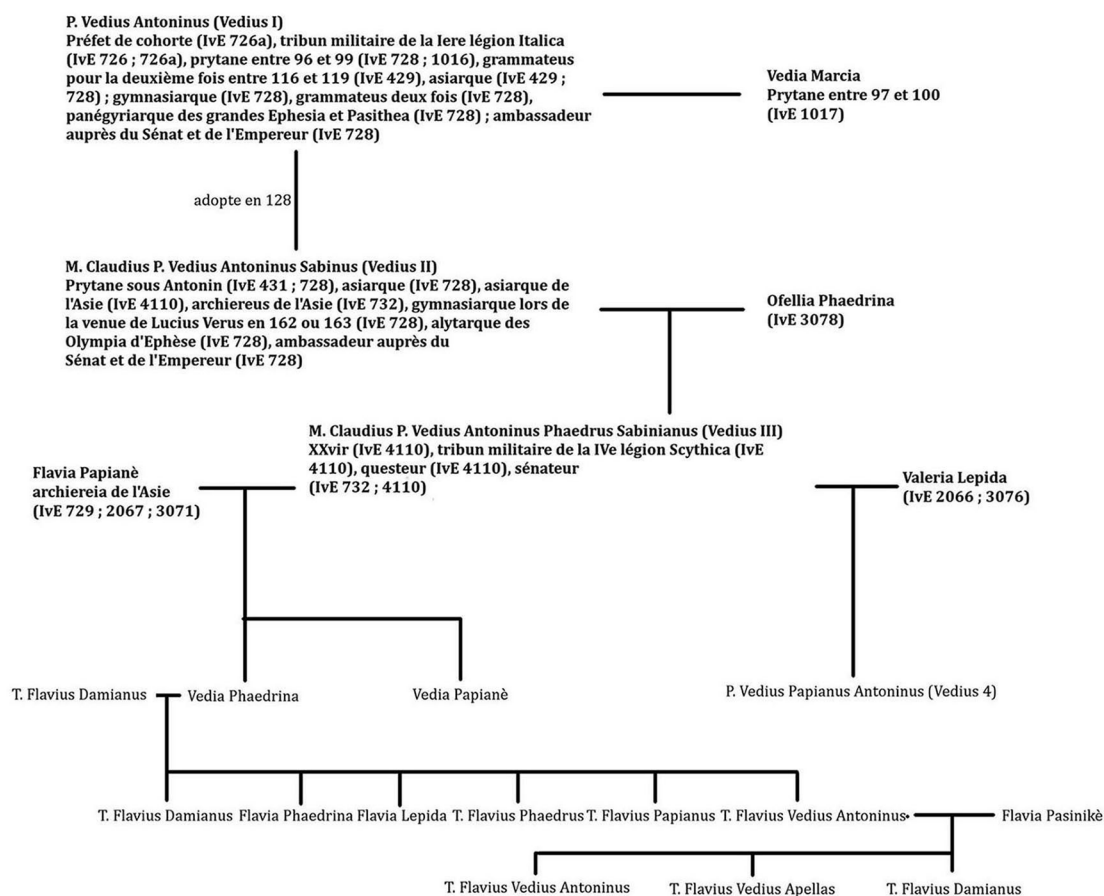 P. Vedius Antoninus (Vedius I)
Préfet de cohorte (IvE 726a), tribun militaire de la Iere légion Italica
(IvE 726 ; 726a), prytane entre 96 et 99 (IvE 728 ; 1016), grammateus
pour la deuxième fois entre 116 et 119 (IvE 429), asiarque (IvE 429 ;
728) ; gymnasiarque (IvE 728), grammateus deux fois (IvE 728),
panégyriarque des grandes Ephesia et Pasithea (IvE 728) ; ambassadeur
auprès du Sénat et de l'Empereur (IvE 728)
Vedia Marcia
Prytane entre 97 et 100
(IvE 1017)
adopte en 128
M. Claudius P. Vedius Antoninus Sabinus (Vedius II)
Prytane sous Antonin (IvE 431 ; 728), asiarque (IvE 728), asiarque de
l'Asie (IvE 4110), archiereus de l'Asie (IvE 732), gymnasiarque lors de
la venue de Lucius Verus en 162 ou 163 (IvE 728), alytarque des
Olympia d'Ephèse (IvE 728), ambassadeur auprès du
Sénat et de l'Empereur (IvE 728)
Ofellia Phaedrina
(IvE 3078)
M. Claudius P. Vedius Antoninus Phaedrus Sabinianus (Vedius III)
XXvir (IvE 4110), tribun militaire de la IVe légion Scythica (IvE
4110), questeur (IvE 4110), sénateur
(IvE 732 ; 4110)
Flavia Papianè
archiereia de l'Asie
(IvE 729 ; 2067 ; 3071)
Valeria Lepida
(IvE 2066 ; 3076)
T. Flavius Damianus
Vedia Phaedrina
Vedia Papianè
P. Vedius Papianus Antoninus (Vedius 4)
T. Flavius Damianus
Flavia Phaedrina
Flavia Lepida
T. Flavius Phaedrus
T. Flavius Papianus
T. Flavius Vedius Antoninus
Flavia Pasinikè
T. Flavius Vedius Antoninus
T. Flavius Vedius Apellas
T. Flavius Damianus